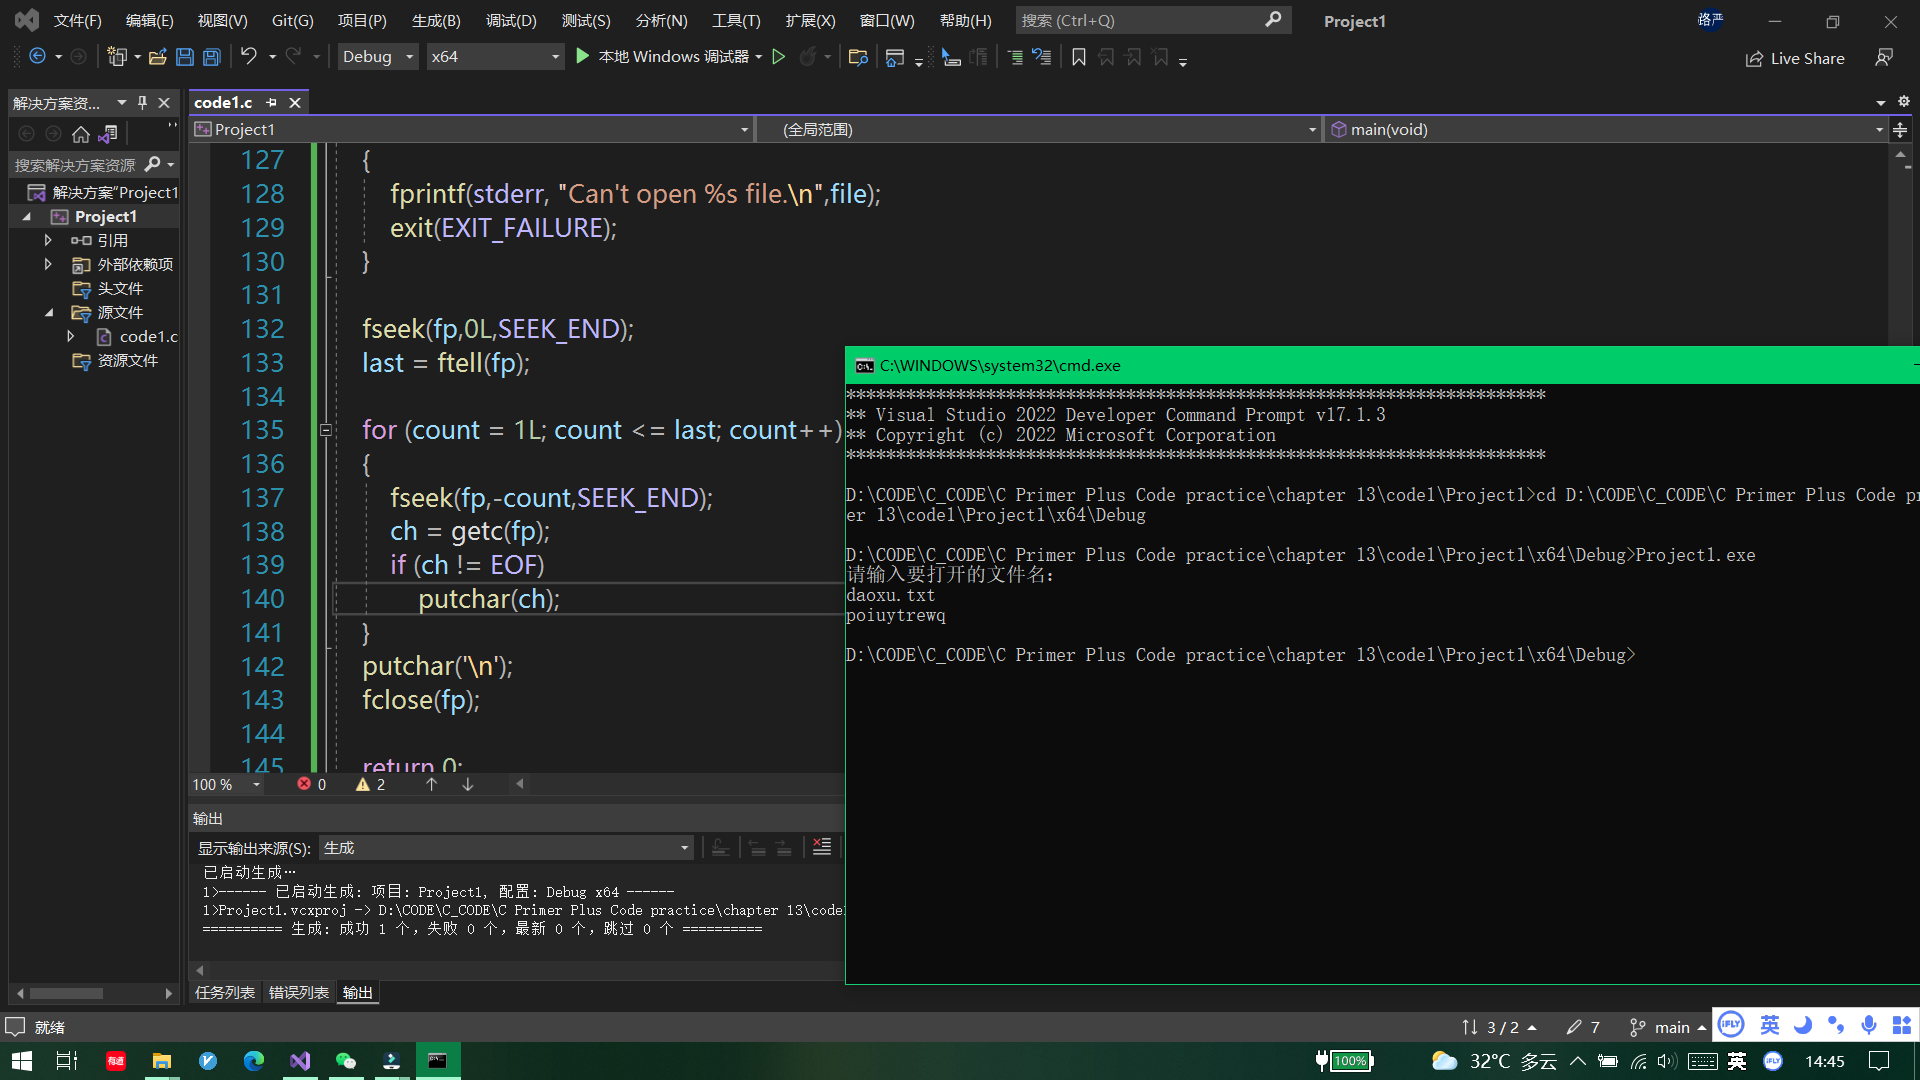 文件(F) 编辑(E) 视图(V) Git(G) 项目(P) 生成(B) 调试(D) 测试(S) 分析(N) 工具(T) 扩展(X) 窗口(W) 帮助(H) 搜索 (Ctrl+Q) Project1
Debug x64 本地 Windows 调试器 Live Share
解决方案资...
code1.c
Project1 (全局范围) main(void)
搜索解决方案资源
解决方案"Project1
Project1
引用
外部依赖项
头文件
源文件
code1.c
资源文件
127 {
128 fprintf(stderr, "Can't open %s file.\n",file);
129 exit(EXIT_FAILURE);
130 }
131
132 fseek(fp,0L,SEEK_END);
133 last = ftell(fp);
134
135 for (count = 1L; count <= last; count++)
136 {
137 fseek(fp,-count,SEEK_END);
138 ch = getc(fp);
139 if (ch != EOF)
140 putchar(ch);
141 }
142 putchar('\n');
143 fclose(fp);
144
145 return 0;
100 % 0 2
输出
显示输出来源(S): 生成
已启动生成…
1>------ 已启动生成: 项目: Project1, 配置: Debug x64 ------
1>Project1.vcxproj -> D:\CODE\C_CODE\C Primer Plus Code practice\chapter 13\code1
========== 生成: 成功 1 个，失败 0 个，最新 0 个，跳过 0 个 ==========
任务列表 错误列表 输出
C:\WINDOWS\system32\cmd.exe
**********************************************************************
** Visual Studio 2022 Developer Command Prompt v17.1.3
** Copyright (c) 2022 Microsoft Corporation
**********************************************************************
D:\CODE\C_CODE\C Primer Plus Code practice\chapter 13\code1\Project1>cd D:\CODE\C_CODE\C Primer Plus Code pr
er 13\code1\Project1\x64\Debug
D:\CODE\C_CODE\C Primer Plus Code practice\chapter 13\code1\Project1\x64\Debug>Project1.exe
请输入要打开的文件名:
daoxu.txt
poiuytrewq
D:\CODE\C_CODE\C Primer Plus Code practice\chapter 13\code1\Project1\x64\Debug>
就绪 3 / 2 7 main iFLY 英
有道 100% 32°C 多云 英 iFLY 14:45